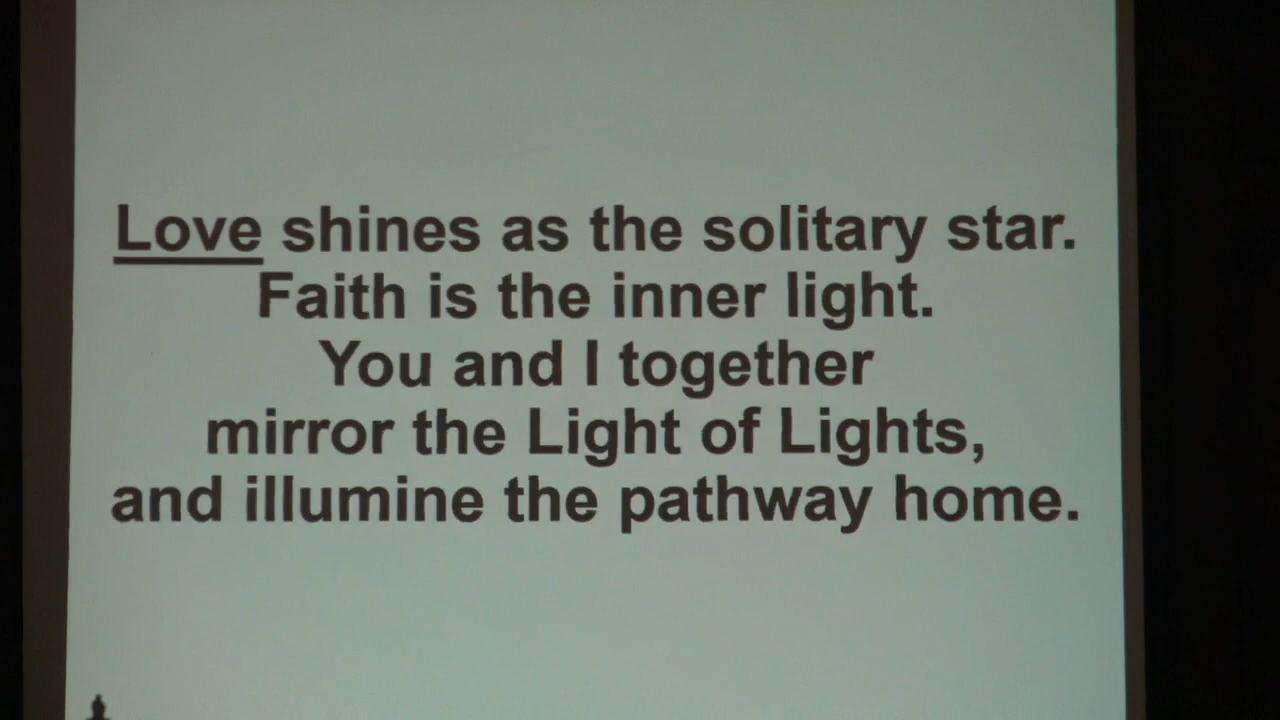 Love shines as the solitary star.
Faith is the inner light.
You and I together
mirror the Light of Lights,
and illumine the pathway home.